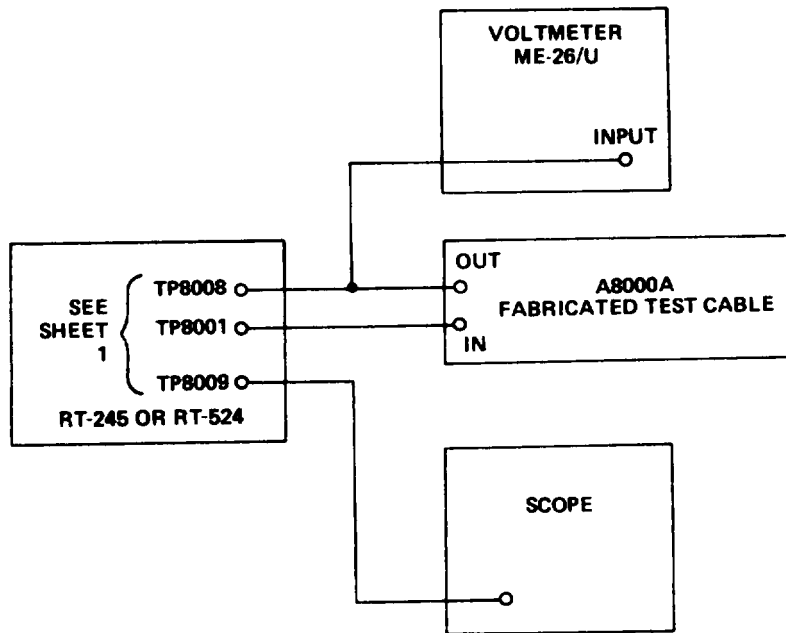 VOLTMETER
ME-26/U
INPUT
SEE
SHEET
1
TP8008
TP8001
TP8009
RT-245 OR RT-524
OUT
IN
A8000A
FABRICATED TEST CABLE
SCOPE